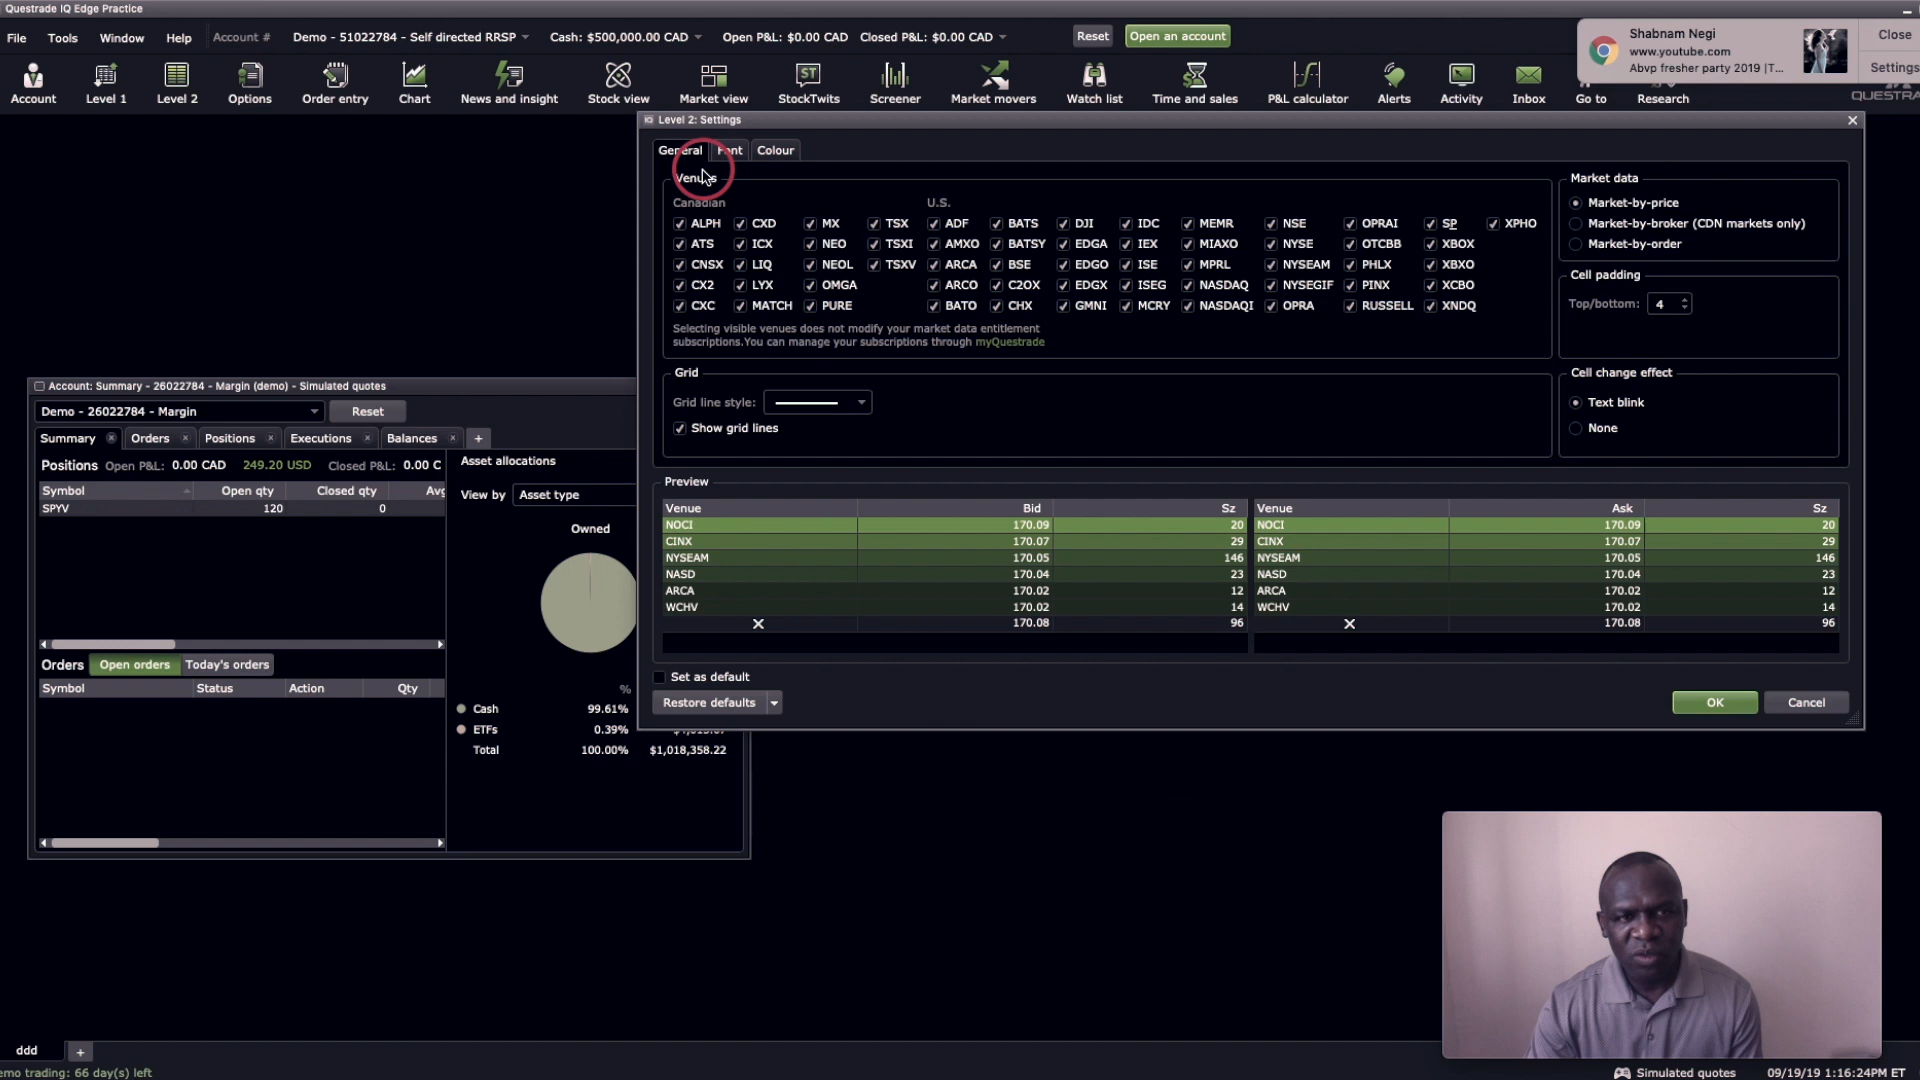 Questrade IQ Edge Practice
File Tools Window Help Account # Demo - 51022784 - Self directed RRSP Cash: $500,000.00 CAD Open P&L: $0.00 CAD Closed P&L: $0.00 CAD Reset Open an account
Shabnam Negi
www.youtube.com
Abvp fresher party 2019 |T...
Close
Settings
Account Level 1 Level 2 Options Order entry Chart News and insight Stock view Market view StockTwits Screener Market movers Watch list Time and sales P&L calculator Alerts Activity Inbox Go to Research
QUESTRA
Level 2: Settings
General Font Colour
Venues
Canadian U.S.
ALPH CXD MX TSX ADF BATS DJI IDC MEMR NSE OPRAI SP XPHO
ATS ICX NEO TSXI AMXO BATSY EDGA IEX MIAXO NYSE OTCBB XBOX
CNSX LIQ NEOL TSXV ARCA BSE EDGO ISE MPRL NYSEAM PHLX XBXO
CX2 LYX OMGA ARCO C2OX EDGX ISEG NASDAQ NYSEGIF PINX XCBO
CXC MATCH PURE BATO CHX GMNI MCRY NASDAQI OPRA RUSSELL XNDQ
Selecting visible venues does not modify your market data entitlement
subscriptions.You can manage your subscriptions through myQuestrade
Market data
Market-by-price
Market-by-broker (CDN markets only)
Market-by-order
Cell padding
Top/bottom: 4
Grid
Grid line style:
Show grid lines
Cell change effect
Text blink
None
Preview
Venue Bid Sz Venue Ask Sz
NOCI 170.09 20 NOCI 170.09 20
CINX 170.07 29 CINX 170.07 29
NYSEAM 170.05 146 NYSEAM 170.05 146
NASD 170.04 23 NASD 170.04 23
ARCA 170.02 12 ARCA 170.02 12
WCHV 170.02 14 WCHV 170.02 14
170.08 96 170.08 96
Set as default
Restore defaults OK Cancel
Account: Summary - 26022784 - Margin (demo) - Simulated quotes
Demo - 26022784 - Margin Reset
Summary Orders Positions Executions Balances +
Positions Open P&L: 0.00 CAD 249.20 USD Closed P&L: 0.00 C
Symbol Open qty Closed qty Avg
SPYV 120 0
Asset allocations
View by Asset type
Owned
Orders Open orders Today's orders
Symbol Status Action Qty
%
Cash 99.61%
ETFs 0.39%
Total 100.00% $1,018,358.22
ddd +
emo trading: 66 day(s) left
Simulated quotes 09/19/19 1:16:24PM ET